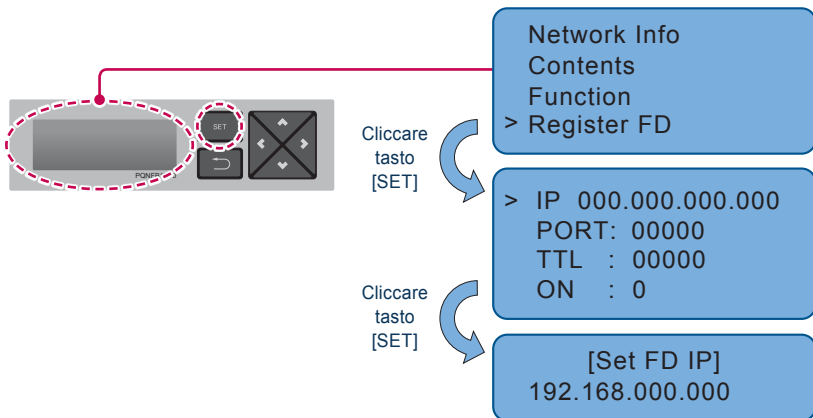 Network Info
Contents
Function
> Register FD
SET
Cliccare
tasto
[SET]
> IP 000.000.000.000
PORT: 00000
TTL : 00000
ON : 0
Cliccare
tasto
[SET]
[Set FD IP]
192.168.000.000